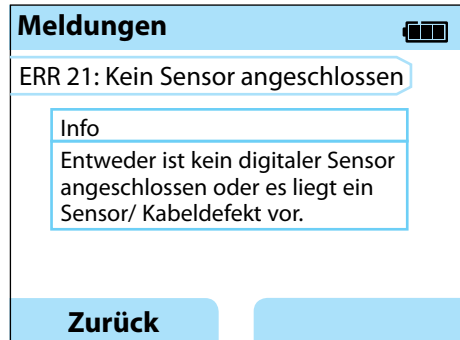 Meldungen
ERR 21: Kein Sensor angeschlossen
Info
Entweder ist kein digitaler Sensor
angeschlossen oder es liegt ein
Sensor/ Kabeldefekt vor.
Zurück